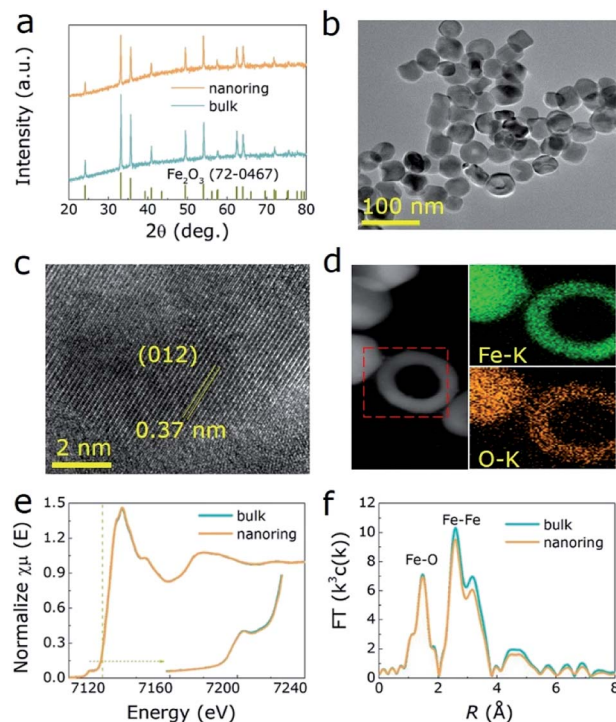 a
Intensity (a.u.)
nanoring
bulk
Fe₂O₃ (72-0467)
20 30 40 50 60 70 80
2θ (deg.)
b
100 nm
c
(012)
0.37 nm
2 nm
d
Fe-K
O-K
e
Normalize χμ (E)
1.5
1.2
0.9
0.6
0.3
0
bulk
nanoring
7120 7160 7200 7240
Energy (eV)
f
FT (k³c(k))
12
10
8
6
4
2
0
Fe-O
Fe-Fe
bulk
nanoring
0 2 4 6 8
R (Å)